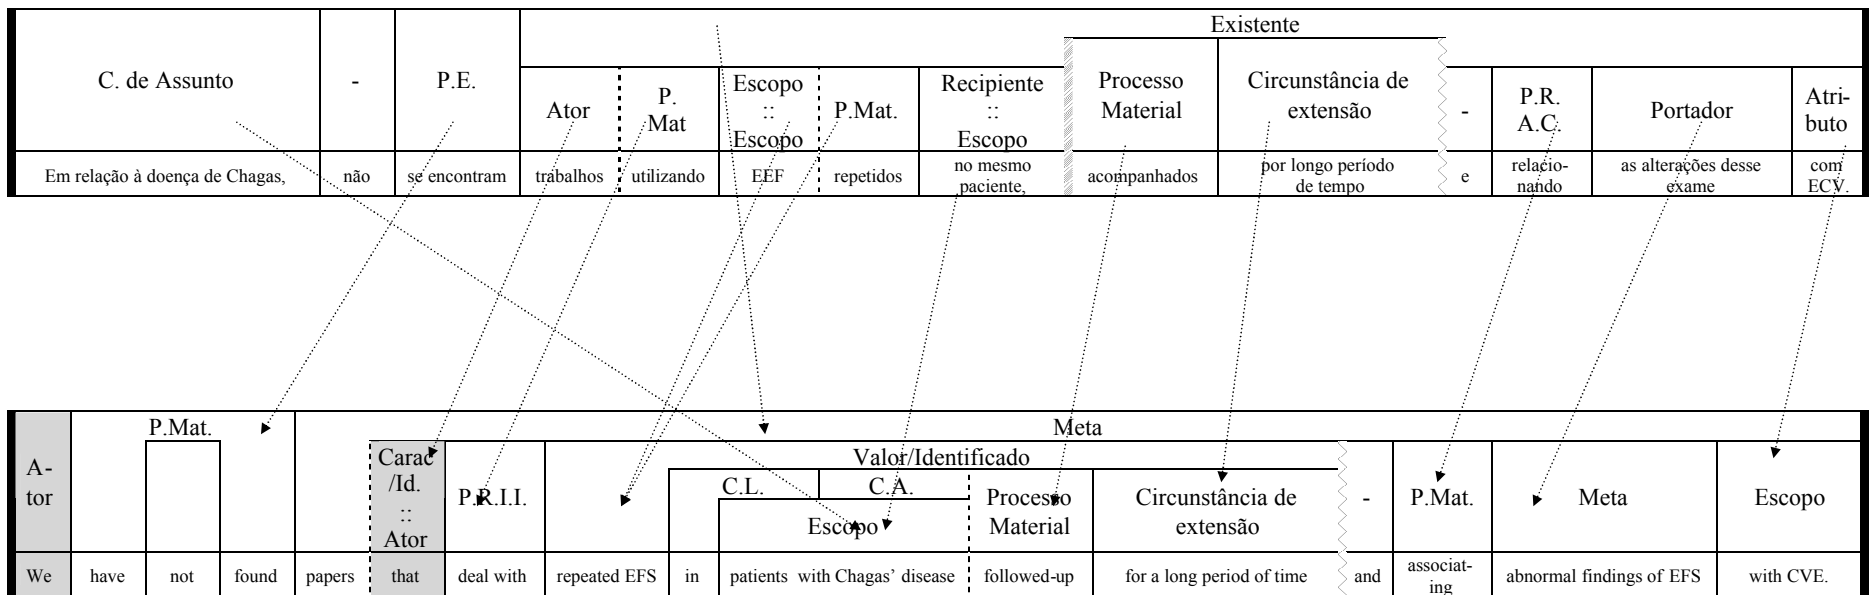 Existente
C. de Assunto - P.E. Processo Material Circunstância de extensão
Ator P. Mat Escopo :: Escopo P.Mat. Recipiente :: Escopo - P.R. A.C. Portador Atri-buto
Em relação à doença de Chagas, não se encontram trabalhos utilizando EEF repetidos no mesmo paciente, acompanhados por longo período de tempo e relacio-nando as alterações desse exame com ECV.
P.Mat. Meta
A-tor Carac/Id. :: Ator P.R.I.I. Valor/Identificado - P.Mat. Meta Escopo
C.L. C.A. Processo Material Circunstância de extensão
Escopo
We have not found papers that deal with repeated EFS in patients with Chagas’ disease followed-up for a long period of time and associat-ing abnormal findings of EFS with CVE.